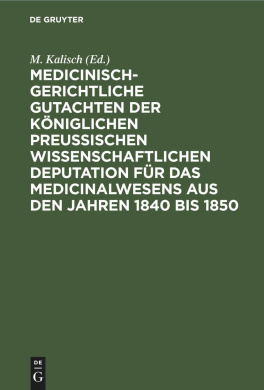 DE GRUYTER
M. Kalisch (Ed.)
MEDICINISCH-
GERICHTLICHE
GUTACHTEN DER
KÖNIGLICHEN
PREUSSISCHEN
WISSENSCHAFTLICHEN
DEPUTATION FÜR DAS
MEDICINALWESENS AUS
DEN JAHREN 1840 BIS 1850
DE
G